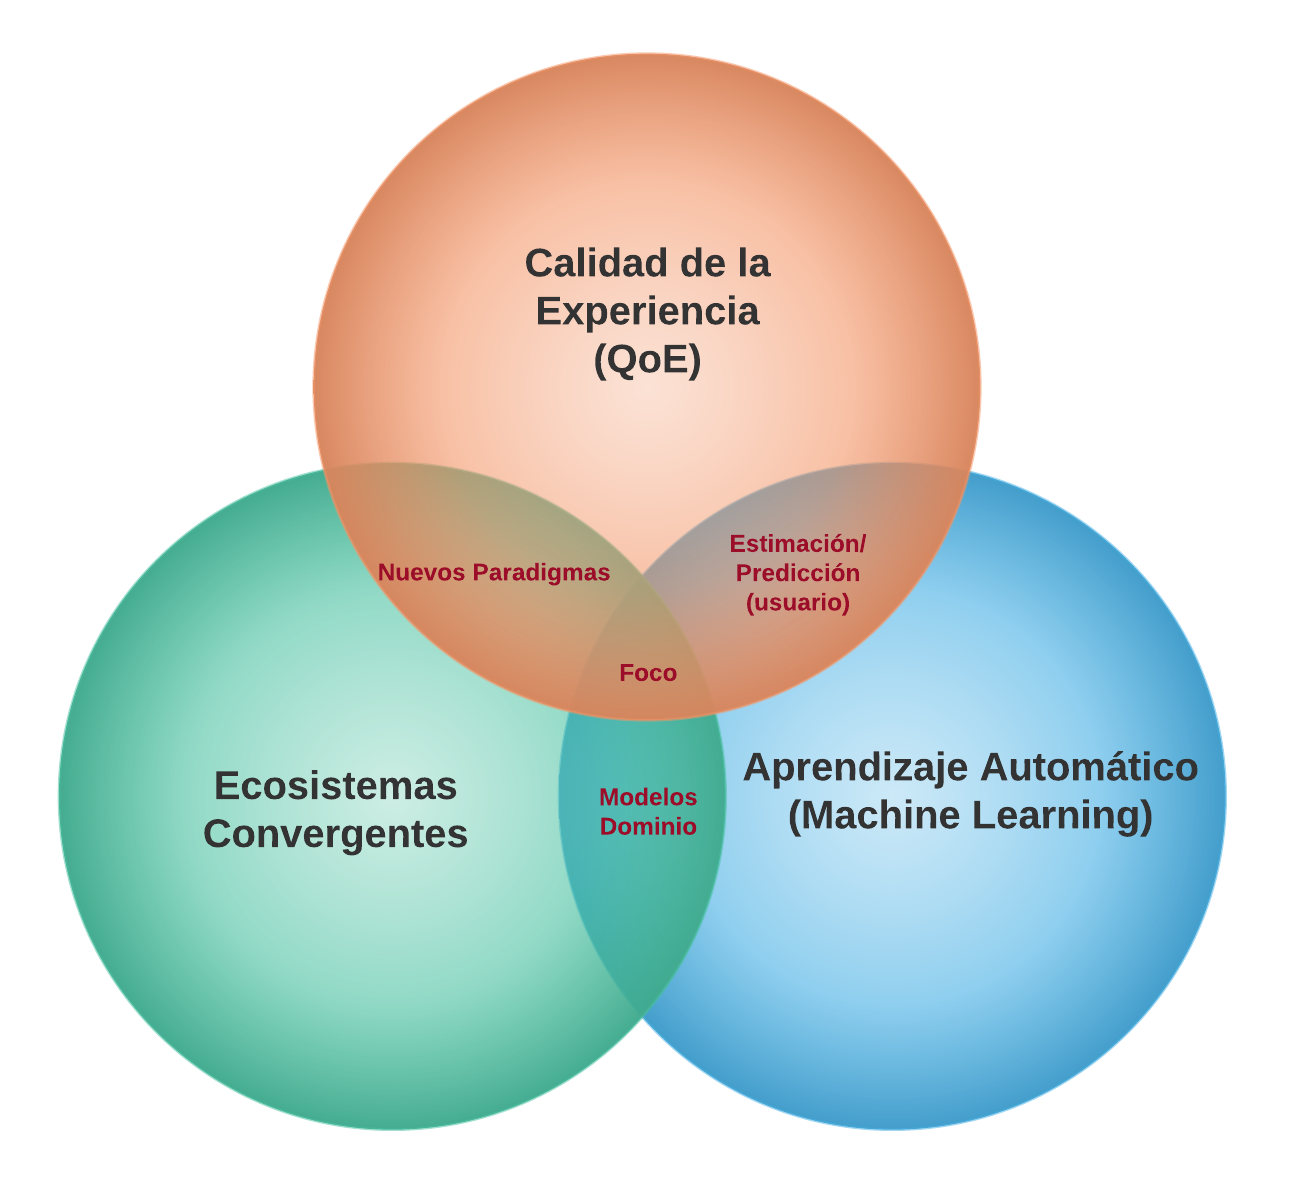 Calidad de la
Experiencia
(QoE)
Nuevos Paradigmas
Estimación/
Predicción
(usuario)
Foco
Ecosistemas
Convergentes
Modelos
Dominio
Aprendizaje Automático
(Machine Learning)